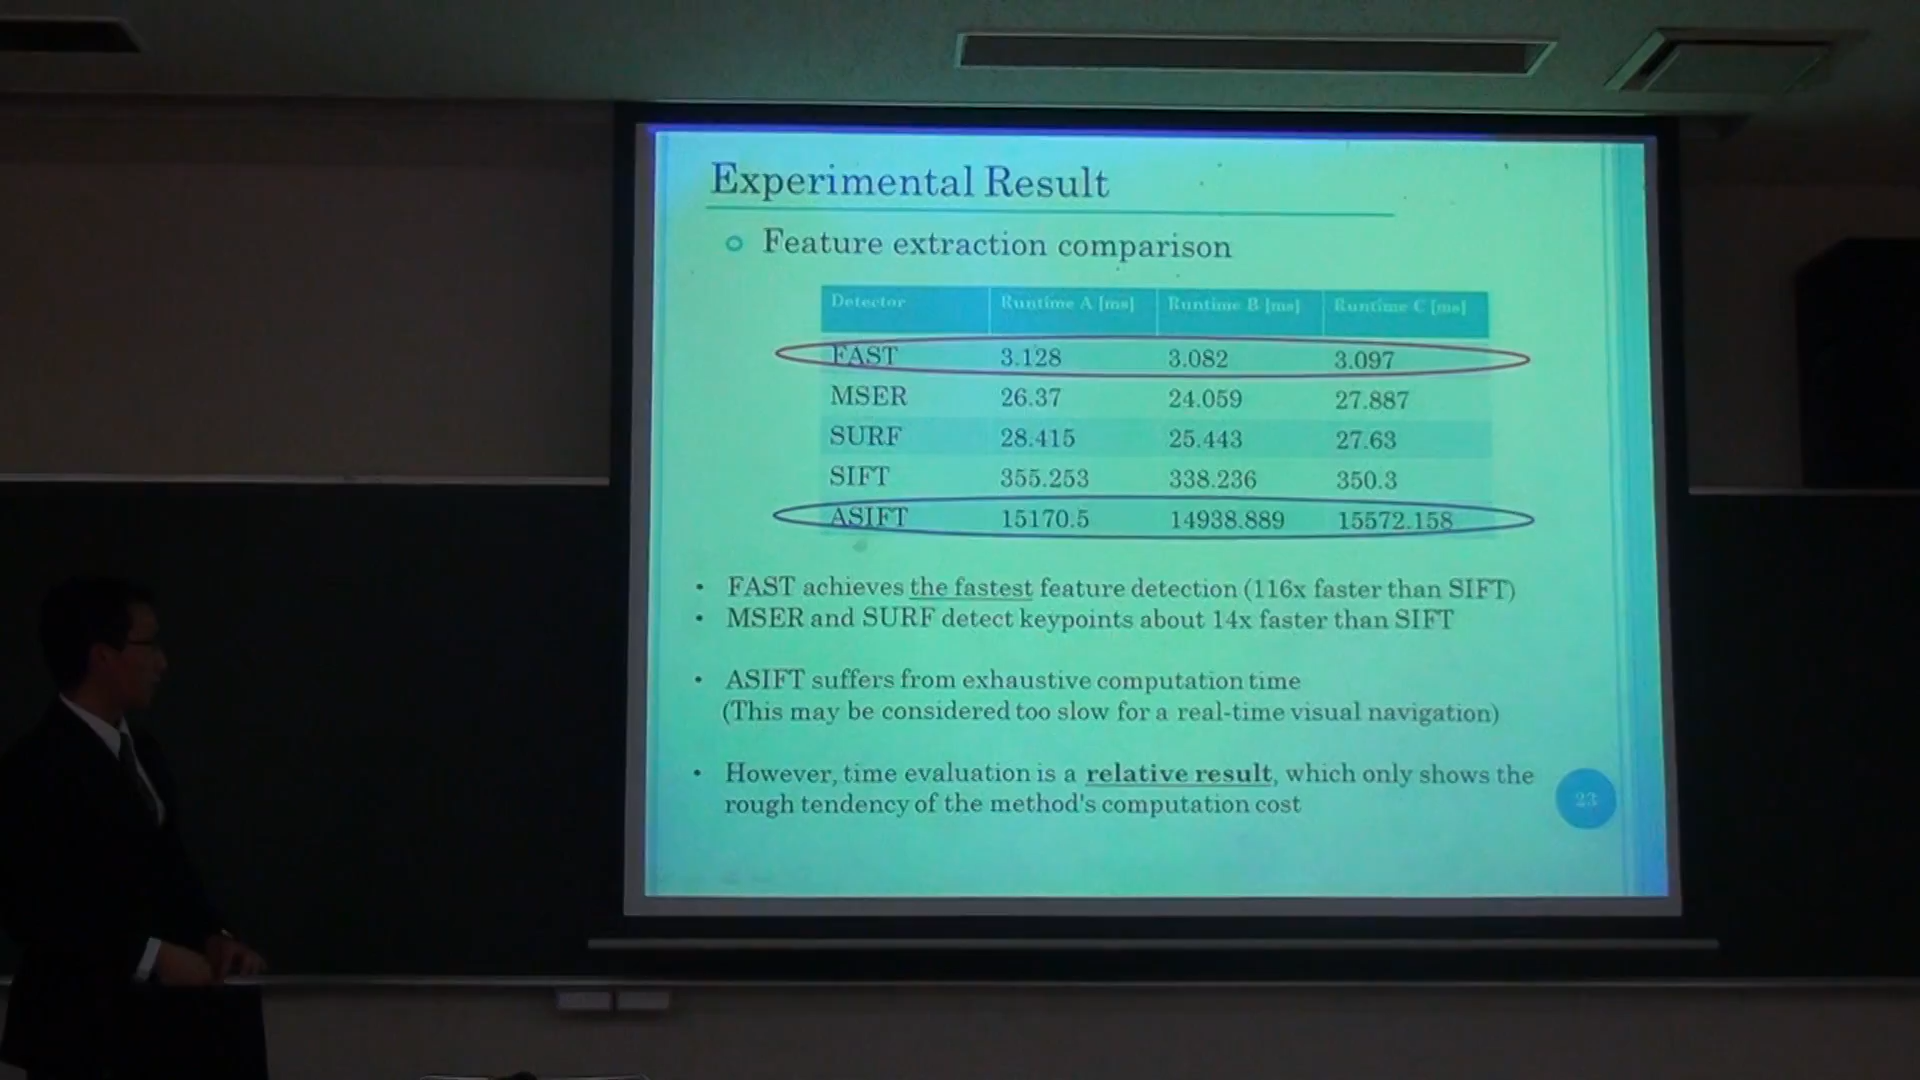 Experimental Result
Feature extraction comparison
Detector Runtime A [ms] Runtime B [ms] Runtime C [ms]
FAST 3.128 3.082 3.097
MSER 26.37 24.059 27.887
SURF 28.415 25.443 27.63
SIFT 355.253 338.236 350.3
ASIFT 15170.5 14938.889 15572.158
• FAST achieves the fastest feature detection (116x faster than SIFT)
• MSER and SURF detect keypoints about 14x faster than SIFT
• ASIFT suffers from exhaustive computation time
(This may be considered too slow for a real-time visual navigation)
• However, time evaluation is a relative result, which only shows the
rough tendency of the method's computation cost
23